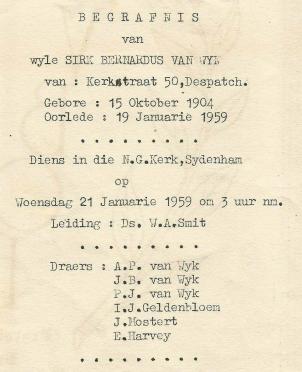 BEGRAFNIS
van
wyle SIRK BERNARDUS VAN WYK
van : Kerkstraat 50,Despatch.
Gebore : 15 Oktober 1904
Oorlede : 19 Januarie 1959
. . . . . . . . .
Diens in die N.G.Kerk,Sydenham
op
Woensdag 21 Januarie 1959 om 3 uur nm.
Leiding : Ds. W.A.Smit
. . . . . . . . .
Draers : A.P. van Wyk
J.B. van Wyk
P.J. van Wyk
I.J.Geldenbloem
J.Mostert
E.Harvey
. . . . . . . . .